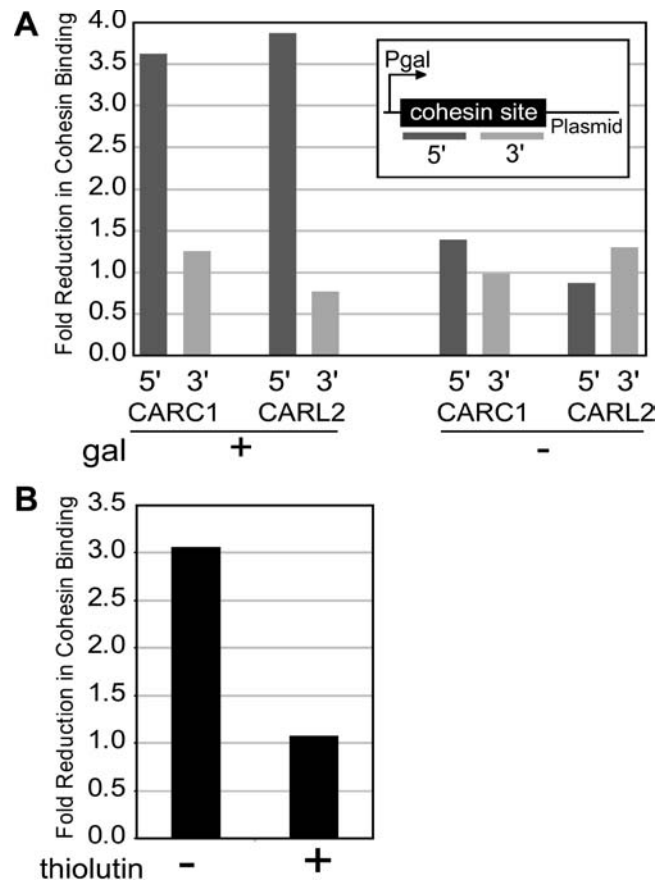 A
Fold Reduction in Cohesin Binding
4.0
3.5
3.0
2.5
2.0
1.5
1.0
0.5
0.0
Pgal
cohesin site
Plasmid
5' 3'
5' 3' 5' 3' 5' 3' 5' 3'
CARC1 CARL2 CARC1 CARL2
gal + -
B
Fold Reduction in Cohesin Binding
3.5
3.0
2.5
2.0
1.5
1.0
0.5
0.0
thiolutin - +